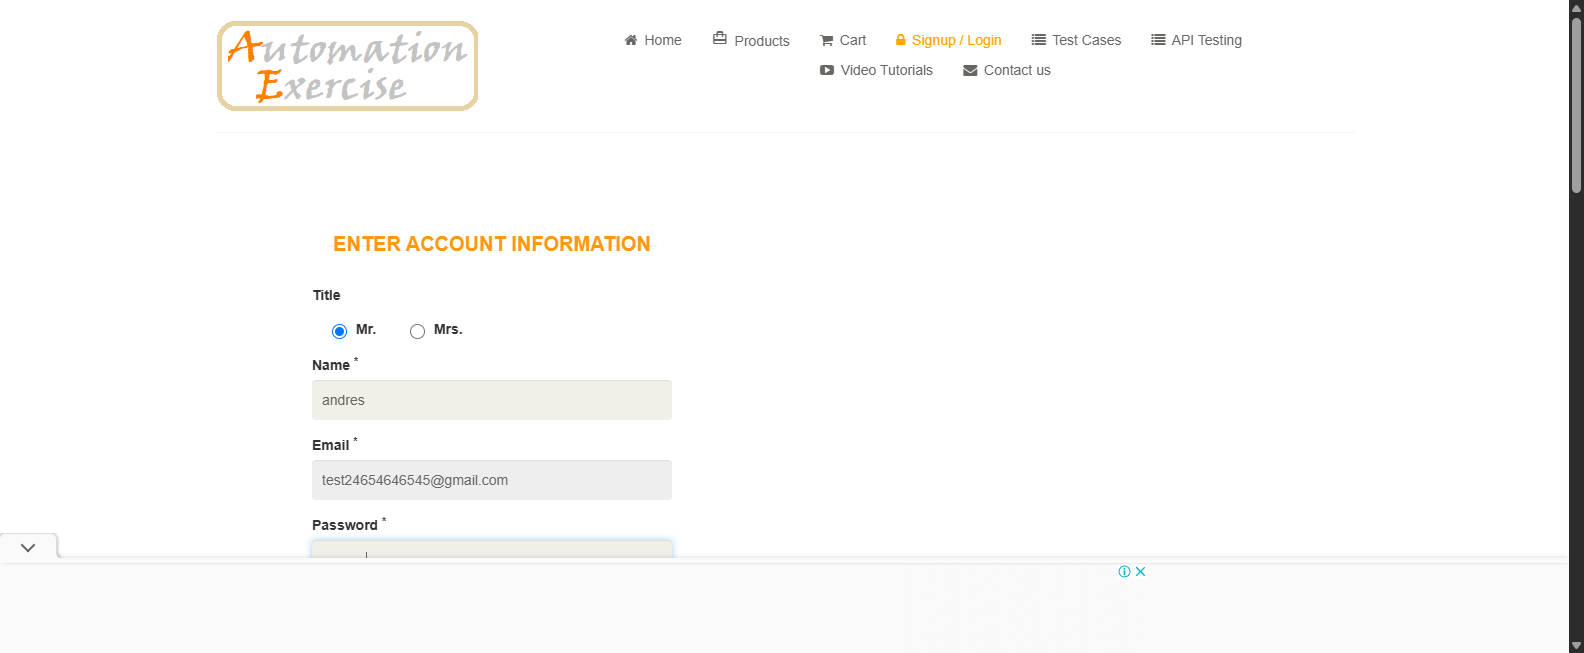 Automation
Exercise
Home Products Cart Signup / Login Test Cases API Testing
Video Tutorials Contact us
ENTER ACCOUNT INFORMATION
Title
Mr. Mrs.
Name *
andres
Email *
test24654646545@gmail.com
Password *